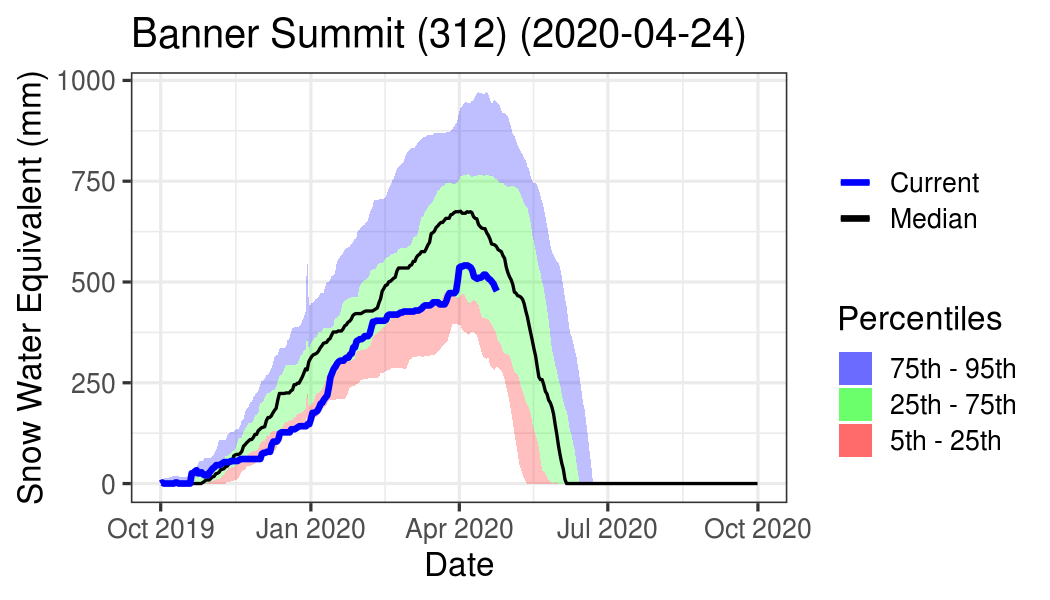 Banner Summit (312) (2020-04-24)
Snow Water Equivalent (mm)
1000
750
500
250
0
Oct 2019
Jan 2020
Apr 2020
Jul 2020
Oct 2020
Date
Current
Median
Percentiles
75th - 95th
25th - 75th
5th - 25th